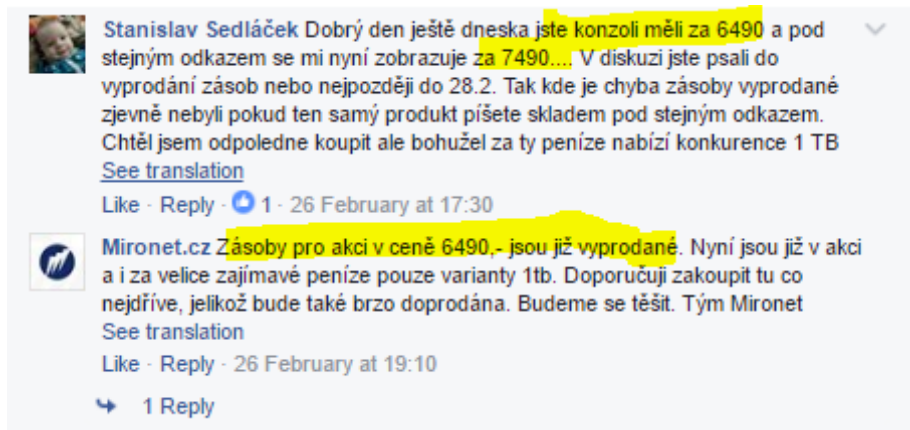 Stanislav Sedláček Dobrý den ještě dneska jste konzoli měli za 6490 a pod
stejným odkazem se mi nyní zobrazuje za 7490.... V diskuzi jste psali do
vyprodání zásob nebo nejpozději do 28.2. Tak kde je chyba zásoby vyprodané
zjevně nebyli pokud ten samý produkt píšete skladem pod stejným odkazem.
Chtěl jsem odpoledne koupit ale bohužel za ty peníze nabízí konkurence 1 TB
See translation
Like · Reply · 1 · 26 February at 17:30
Mironet.cz Zásoby pro akci v ceně 6490,- jsou již vyprodané. Nyní jsou již v akci
a i za velice zajímavé peníze pouze varianty 1tb. Doporučuji zakoupit tu co
nejdříve, jelikož bude také brzo doprodána. Budeme se těšit. Tým Mironet
See translation
Like · Reply · 26 February at 19:10
1 Reply